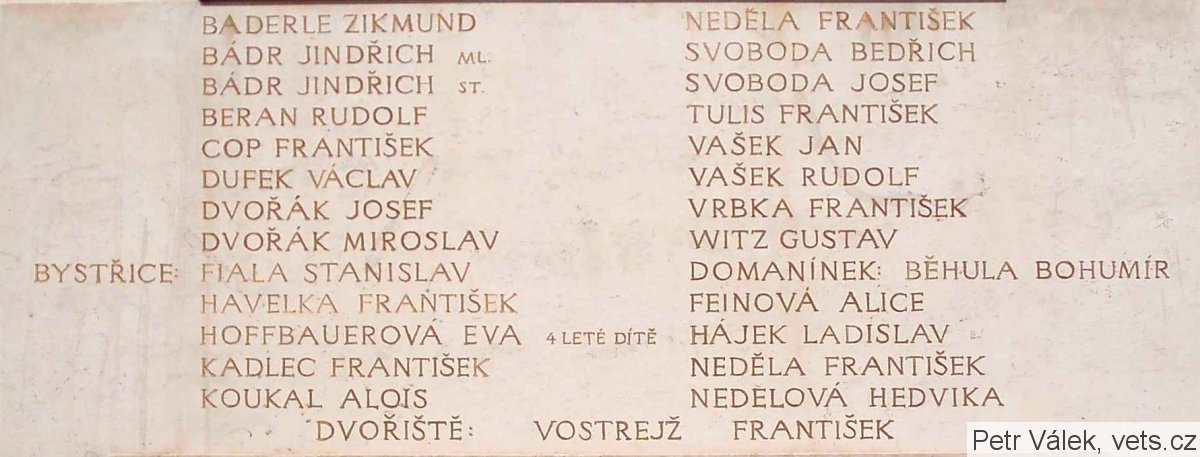 BADERLE ZIKMUND
BÁDR JINDŘICH ML.
BÁDR JINDŘICH ST.
BERAN RUDOLF
COP FRANTIŠEK
DUFEK VÁCLAV
DVOŘÁK JOSEF
DVOŘÁK MIROSLAV
BYSTŘICE: FIALA STANISLAV
HAVELKA FRANTIŠEK
HOFFBAUEROVÁ EVA 4 LETÉ DÍTĚ
KADLEC FRANTIŠEK
KOUKAL ALOIS
NEDĚLA FRANTIŠEK
SVOBODA BEDŘICH
SVOBODA JOSEF
TULIS FRANTIŠEK
VAŠEK JAN
VAŠEK RUDOLF
VRBKA FRANTIŠEK
WITZ GUSTAV
DOMANÍNEK: BĚHULA BOHUMÍR
FEINOVÁ ALICE
HÁJEK LADISLAV
NEDĚLA FRANTIŠEK
NEDĚLOVÁ HEDVIKA
DVOŘIŠTĚ: VOSTREJŽ FRANTIŠEK
Petr Válek, vets.cz